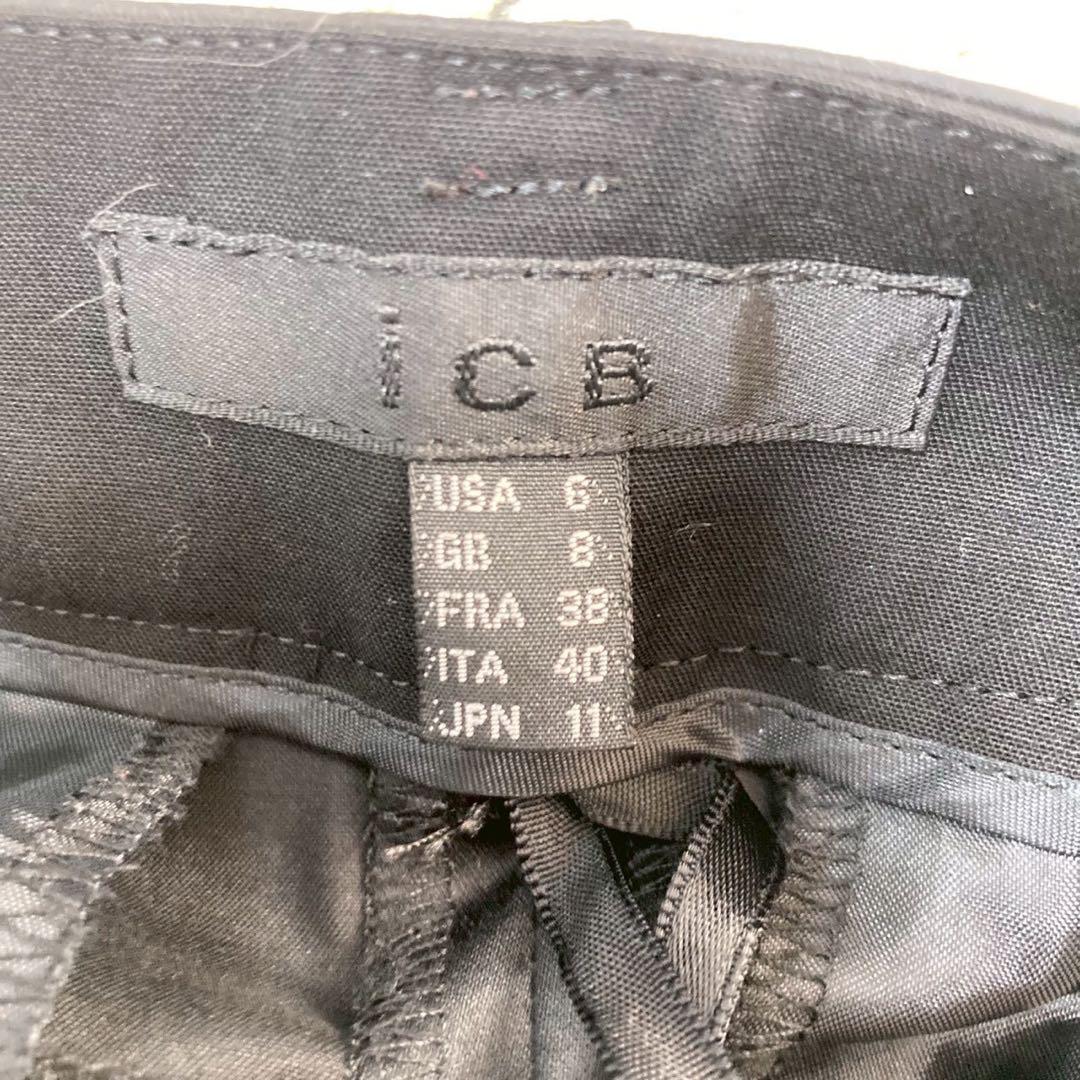 iCB
USA 6
GB 8
FRA 38
ITA 40
JPN 11